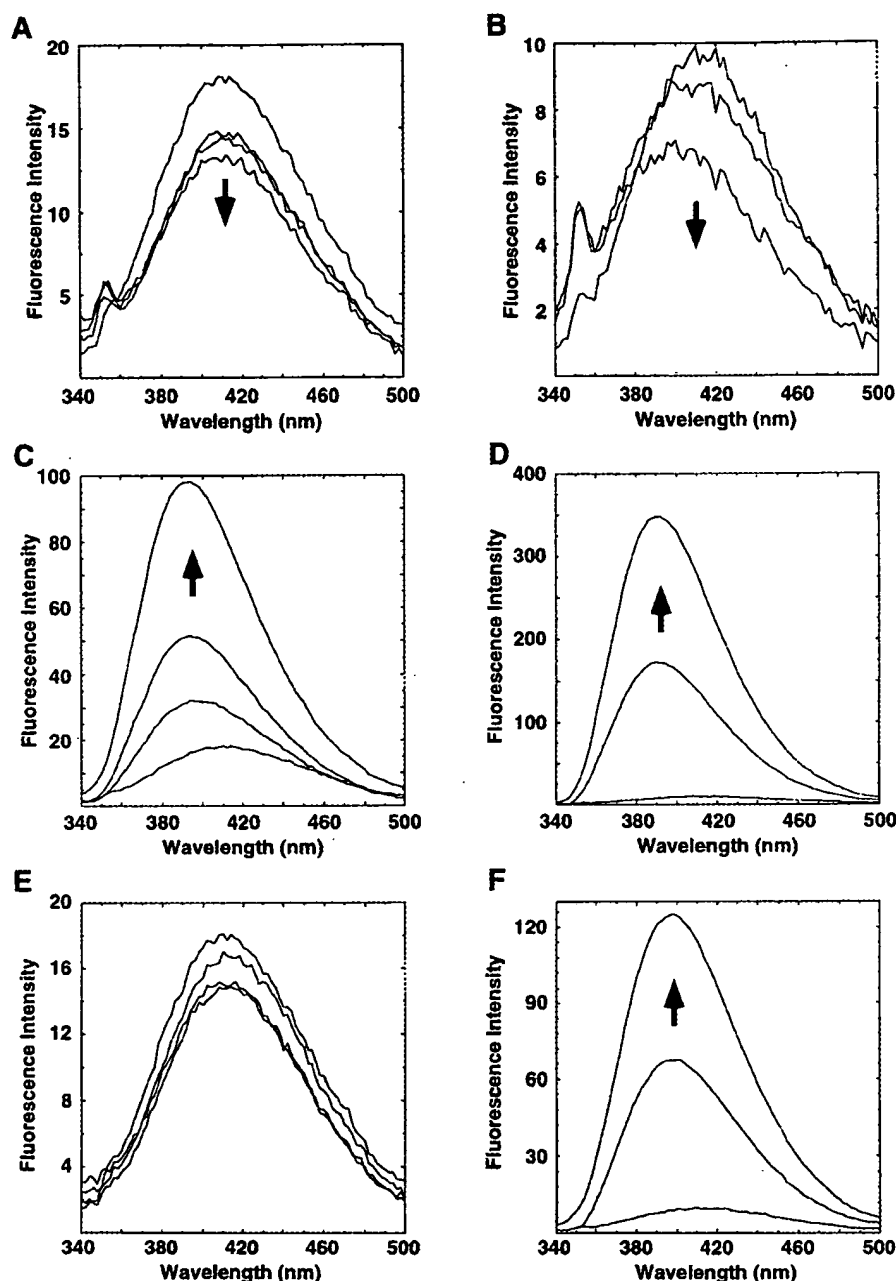 A
B
20
15
10
5
Fluorescence Intensity
340 380 420 460 500
Wavelength (nm)
10
8
6
4
2
Fluorescence Intensity
340 380 420 460 500
Wavelength (nm)
C
D
100
80
60
40
20
Fluorescence Intensity
340 380 420 460 500
Wavelength (nm)
400
300
200
100
Fluorescence Intensity
340 380 420 460 500
Wavelength (nm)
E
F
20
16
12
8
4
Fluorescence Intensity
340 380 420 460 500
Wavelength (nm)
120
90
60
30
Fluorescence Intensity
340 380 420 460 500
Wavelength (nm)